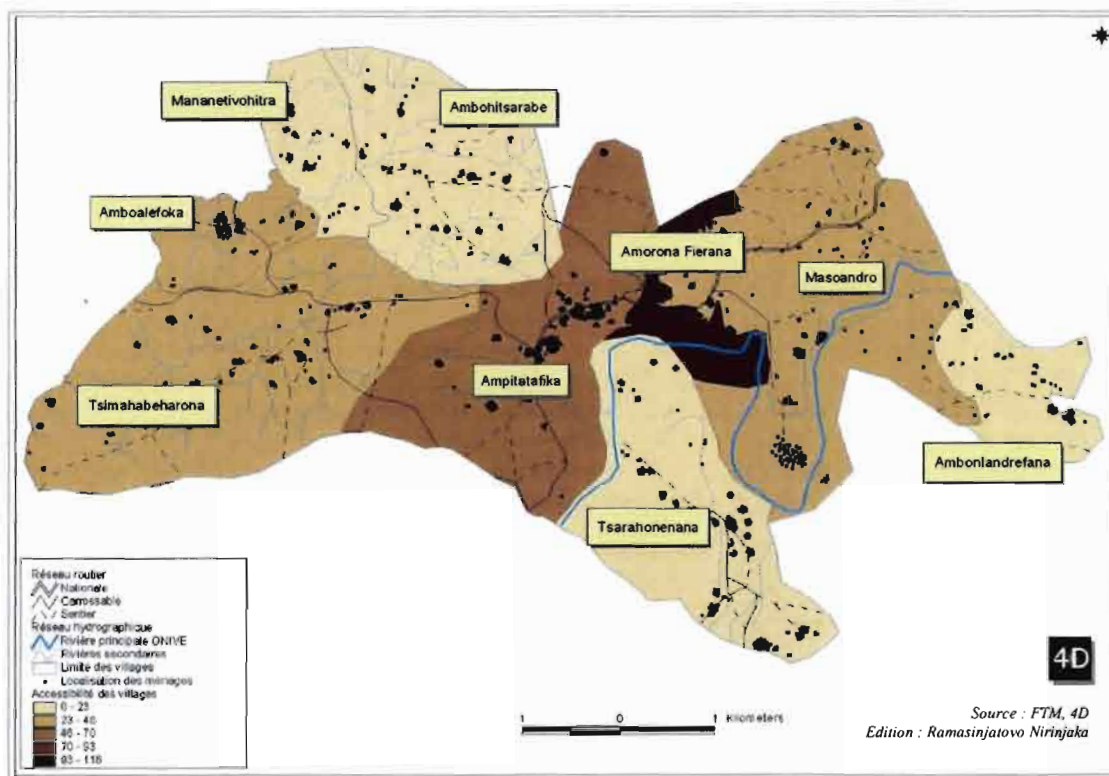 Mananetivohitra
Ambohitsarabe
Amboalefoka
Amorona Fierana
Masoandro
Ampitatafika
Tsimahabeharona
Ambonlandrefana
Tsarahonenana
Réseau routier
Nationale
Carrossable
Sentier
Réseau hydrographique
Rivière principale ONIVE
Rivières secondaires
Limite des villages
Localisation des ménages
Accessibilité des villages
0 - 23
23 - 46
46 - 70
70 - 93
93 - 116
1 0 1 Kilometers
4D
Source : FTM, 4D
Edition : Ramasinjatovo Nirinjaka